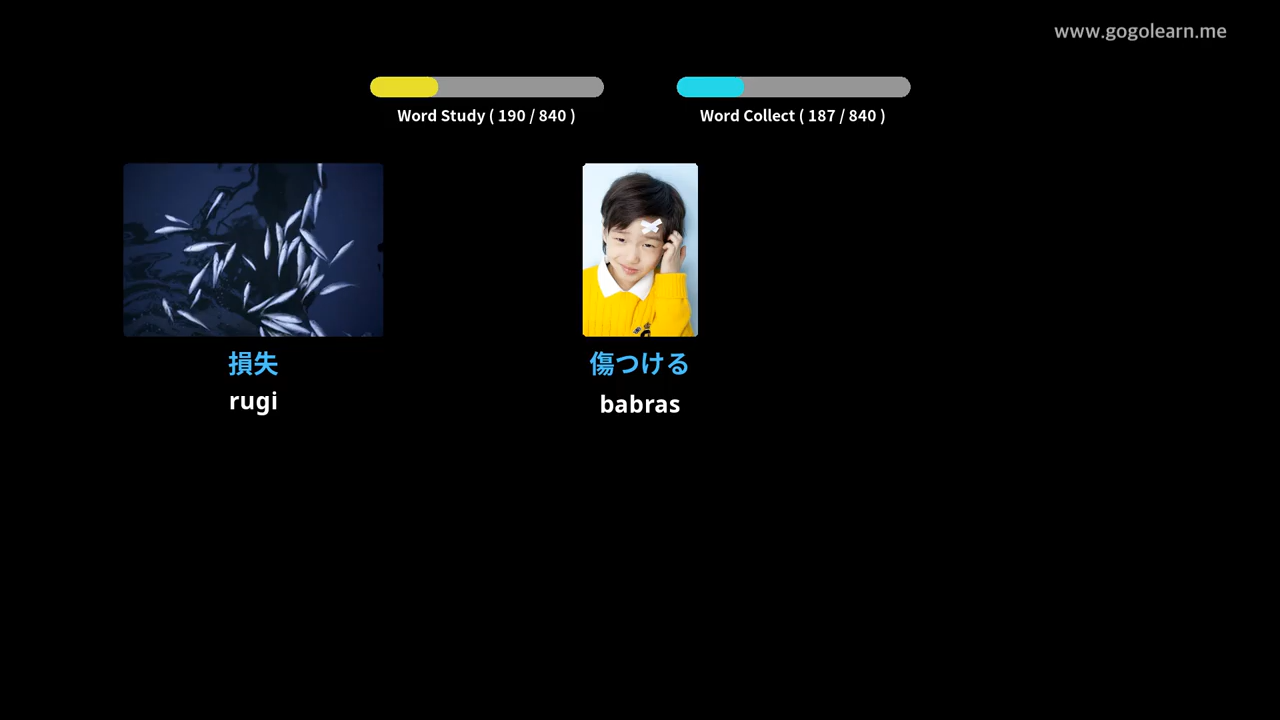 www.gogolearn.me
Word Study ( 190 / 840 )
Word Collect ( 187 / 840 )
損失
rugi
傷つける
babras